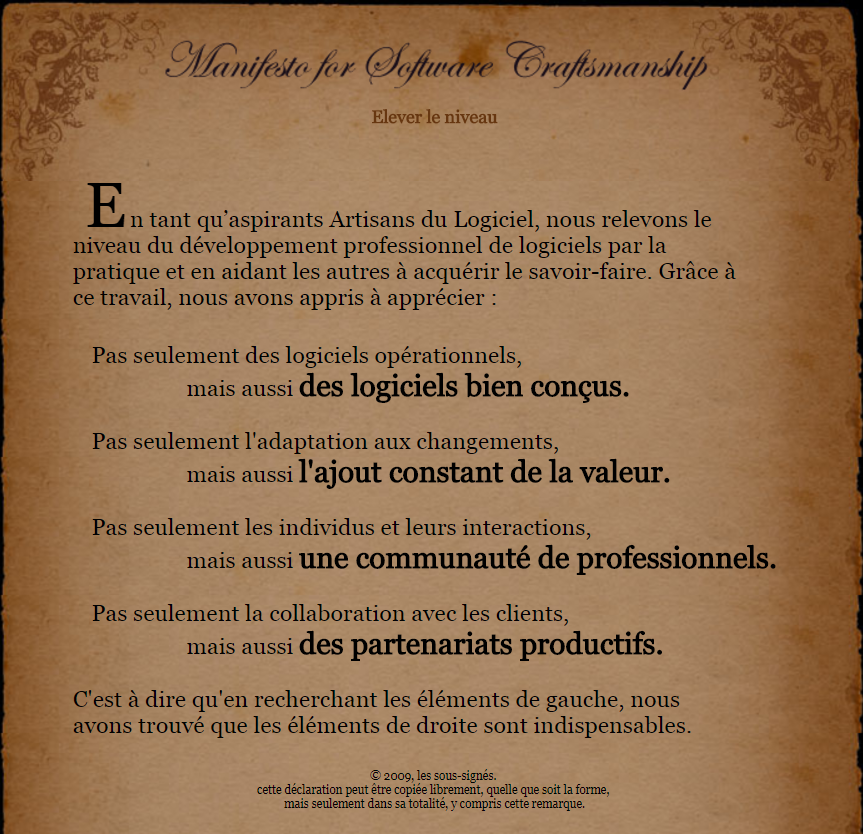 Manifesto for Software Craftsmanship
Elever le niveau
En tant qu’aspirants Artisans du Logiciel, nous relevons le
niveau du développement professionnel de logiciels par la
pratique et en aidant les autres à acquérir le savoir-faire. Grâce à
ce travail, nous avons appris à apprécier :
Pas seulement des logiciels opérationnels,
mais aussi des logiciels bien conçus.
Pas seulement l'adaptation aux changements,
mais aussi l'ajout constant de la valeur.
Pas seulement les individus et leurs interactions,
mais aussi une communauté de professionnels.
Pas seulement la collaboration avec les clients,
mais aussi des partenariats productifs.
C'est à dire qu'en recherchant les éléments de gauche, nous
avons trouvé que les éléments de droite sont indispensables.
© 2009, les sous-signés.
cette déclaration peut être copiée librement, quelle que soit la forme,
mais seulement dans sa totalité, y compris cette remarque.